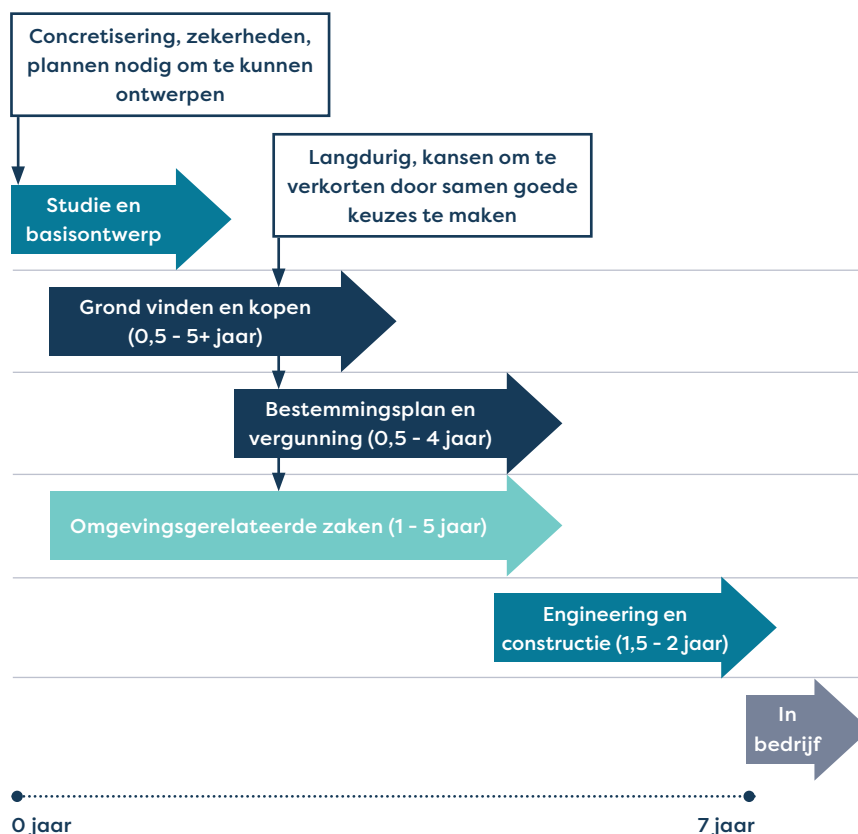 Concretisering, zekerheden,
plannen nodig om te kunnen
ontwerpen
Langdurig, kansen om te
verkorten door samen goede
keuzes te maken
Studie en
basisontwerp
Grond vinden en kopen
(0,5 - 5+ jaar)
Bestemmingsplan en
vergunning (0,5 - 4 jaar)
Omgevingsgerelateerde zaken (1 - 5 jaar)
Engineering en
constructie (1,5 - 2 jaar)
In
bedrijf
0 jaar
7 jaar